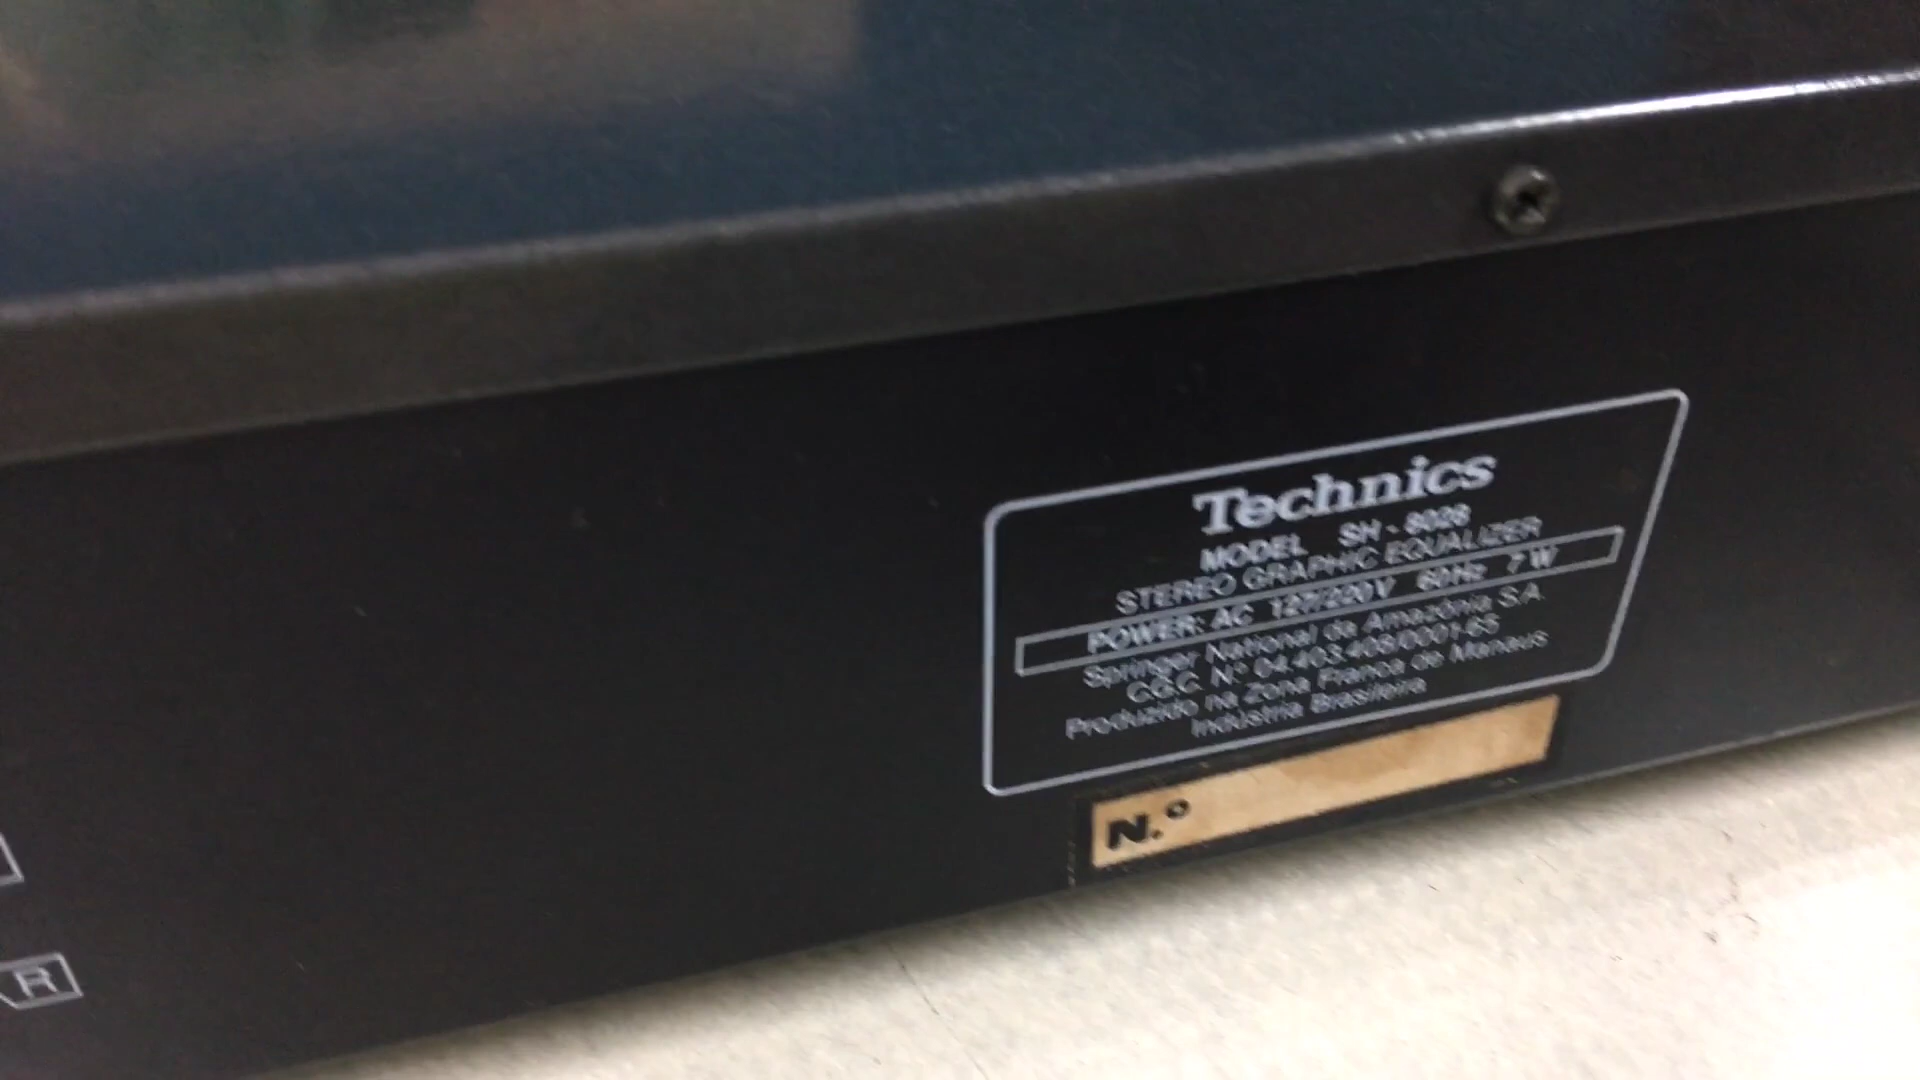 Technics
MODEL SH-8028
STEREO GRAPHIC EQUALIZER
POWER: AC 127/220V 60Hz 7W
Springer National da Amazônia S.A.
C.G.C. N.º 04.403.408/0001-65
Produzido na Zona Franca de Manaus
Indústria Brasileira
N.º
R